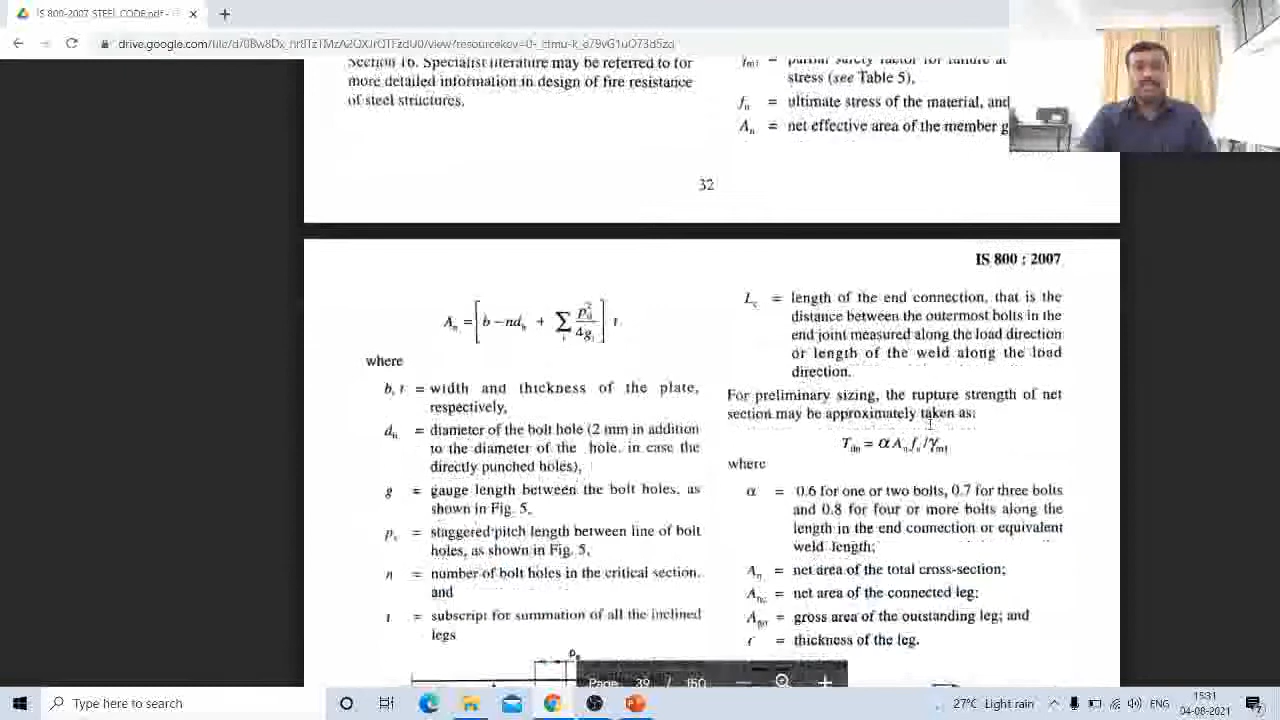 IS 800-2007 STEEL CODE.pdf -
Section 16. Specialist literature may be referred to for
more detailed information in design of fire resistance
of steel structures.
= partial safety factor for failure at
stress (see Table 5),
fu = ultimate stress of the material, and
An = net effective area of the member g
32
IS 800 : 2007
An = [b – ndh + ∑i ps²/4gi] t
where
b, t = width and thickness of the plate,
respectively,
dh = diameter of the bolt hole (2 mm in addition
to the diameter of the hole, in case the
directly punched holes),
g = gauge length between the bolt holes, as
shown in Fig. 5,
ps = staggered pitch length between line of bolt
holes, as shown in Fig. 5,
n = number of bolt holes in the critical section,
and
i = subscript for summation of all the inclined
legs
ps
Lc = length of the end connection, that is the
distance between the outermost bolts in the
end joint measured along the load direction
or length of the weld along the load
direction.
For preliminary sizing, the rupture strength of net
section may be approximately taken as:
Tdn = α An fu /γm1
where
α = 0.6 for one or two bolts, 0.7 for three bolts
and 0.8 for four or more bolts along the
length in the end connection or equivalent
weld length;
An = net area of the total cross-section;
Anc = net area of the connected leg;
Ago = gross area of the outstanding leg; and
t = thickness of the leg.
Page 39 / 150
Type here to search
27°C Light rain
ENG
15:31
04-08-2021